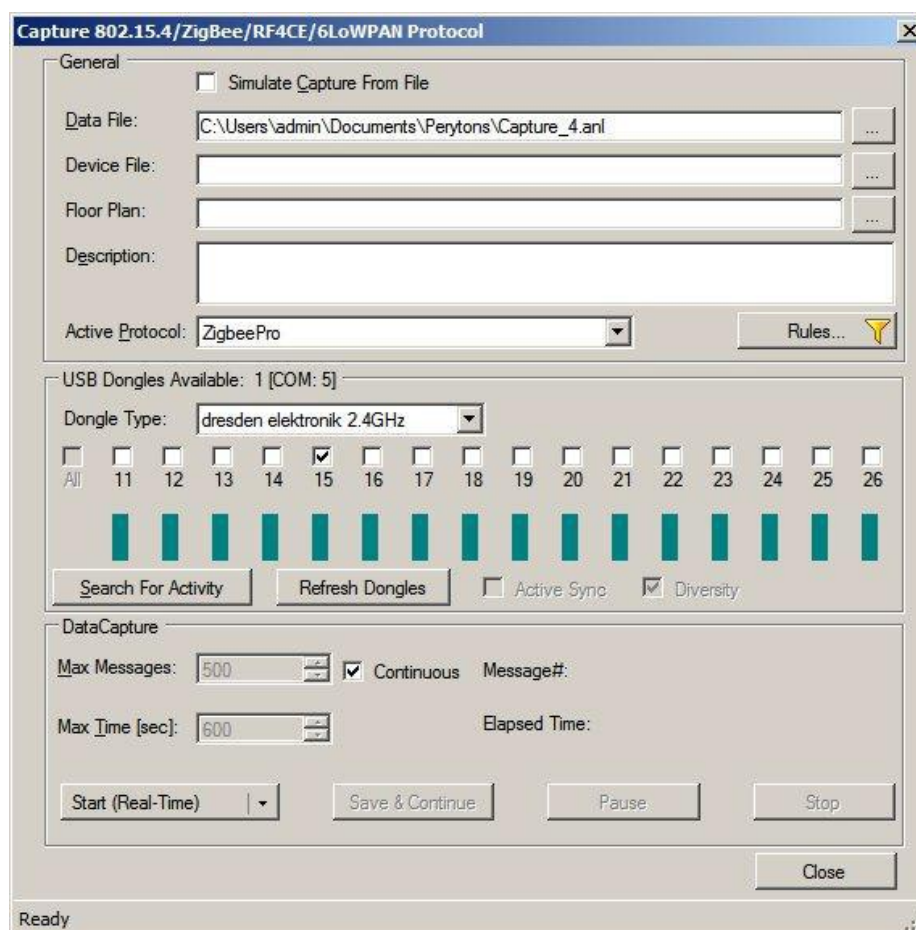 Capture 802.15.4/ZigBee/RF4CE/6LoWPAN Protocol
General
Simulate Capture From File
Data File: C:\Users\admin\Documents\Perytons\Capture_4.anl ...
Device File: ...
Floor Plan: ...
Description:
Active Protocol: ZigbeePro Rules...
USB Dongles Available: 1 [COM: 5]
Dongle Type: dresden elektronik 2.4GHz
All 11 12 13 14 15 16 17 18 19 20 21 22 23 24 25 26
Search For Activity Refresh Dongles Active Sync Diversity
DataCapture
Max Messages: 500 Continuous Message#:
Max Time [sec]: 600 Elapsed Time:
Start (Real-Time) Save & Continue Pause Stop
Close
Ready